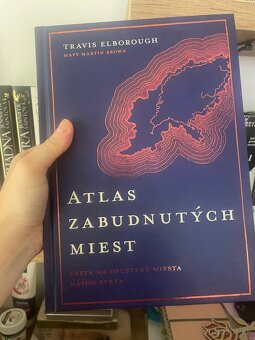 TRAVIS ELBOROUGH
MAPY MARTIN BROWN
ATLAS
ZABUDNUTÝCH
MIEST
CESTA NA OPUSTENÉ MIESTA
NÁŠHO SVETA